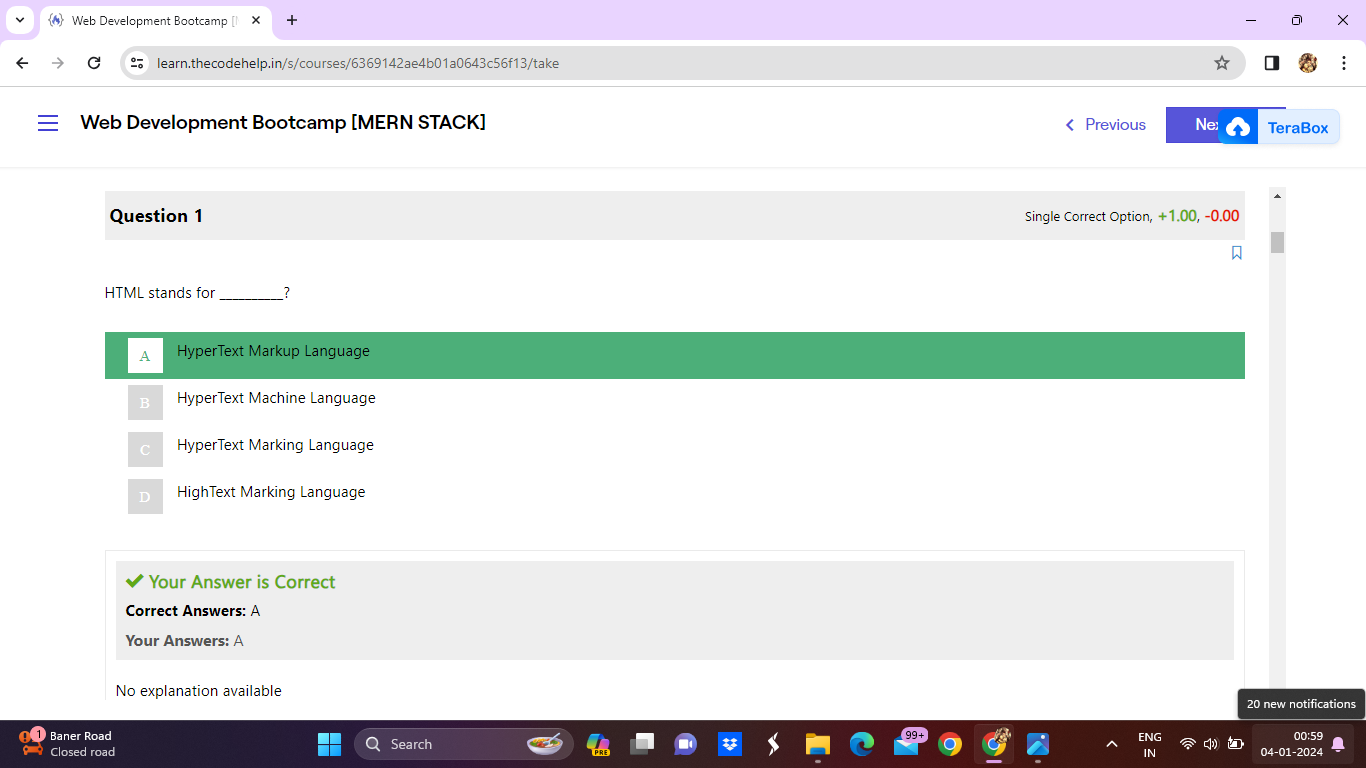 Web Development Bootcamp [
learn.thecodehelp.in/s/courses/6369142ae4b01a0643c56f13/take
Web Development Bootcamp [MERN STACK]
Previous
TeraBox
Question 1
Single Correct Option, +1.00, -0.00
HTML stands for __________?
A HyperText Markup Language
B HyperText Machine Language
C HyperText Marking Language
D HighText Marking Language
Your Answer is Correct
Correct Answers: A
Your Answers: A
No explanation available
20 new notifications
1
Baner Road
Closed road
Search
PRE
99+
ENG
IN
00:59
04-01-2024